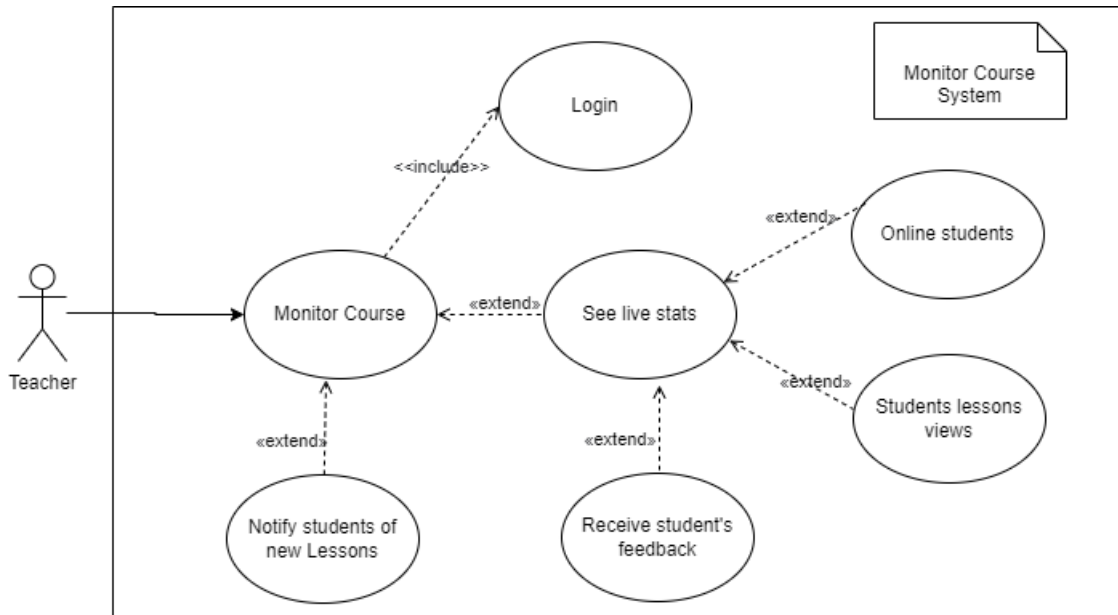 Login
Monitor Course
System
<<include>>
«extend»
Online students
Monitor Course
«extend»
See live stats
Teacher
«extend»
Students lessons
views
«extend»
«extend»
Notify students of
new Lessons
Receive student's
feedback